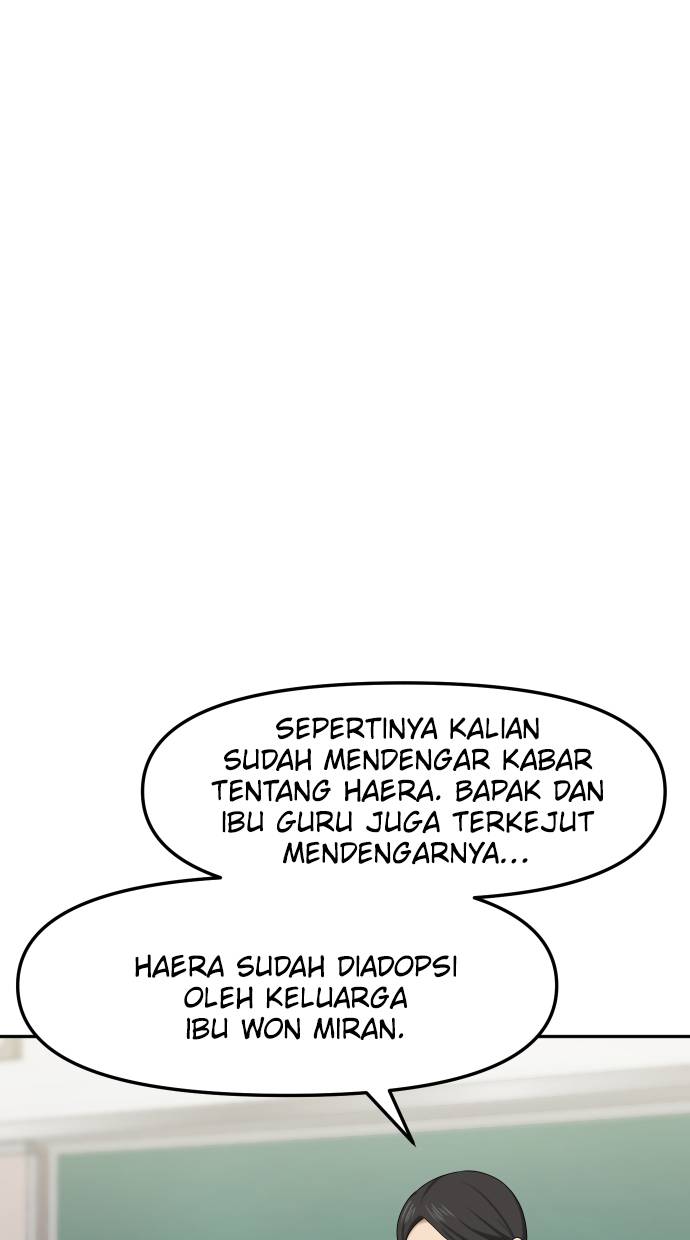 SEPERTINYA KALIAN
SUDAH MENDENGAR KABAR
TENTANG HAERA. BAPAK DAN
IBU GURU JUGA TERKEJUT
MENDENGARNYA...
HAERA SUDAH DIADOPSI
OLEH KELUARGA
IBU WON MIRAN.